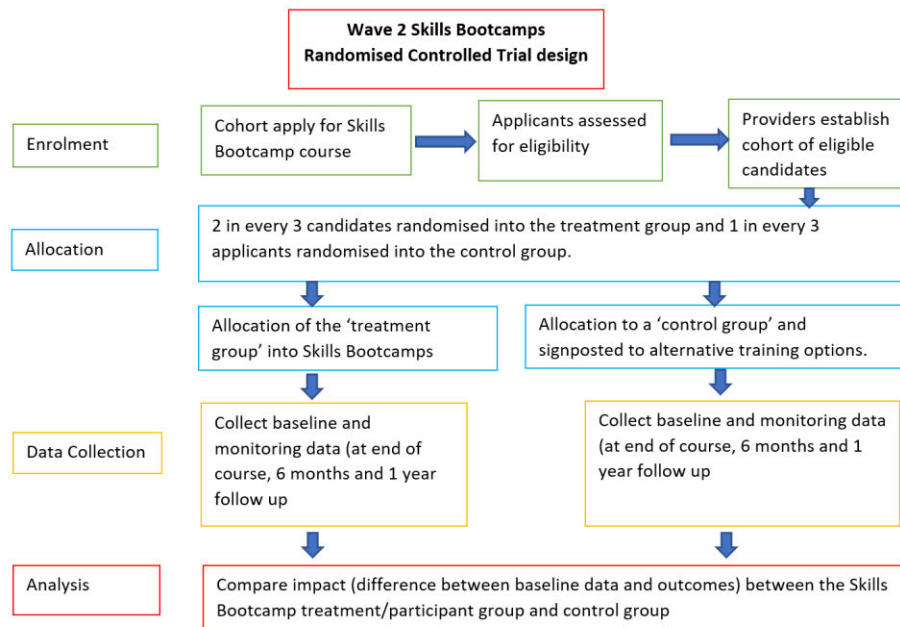 Wave 2 Skills Bootcamps
Randomised Controlled Trial design
Enrolment
Cohort apply for Skills
Bootcamp course
Applicants assessed
for eligibility
Providers establish
cohort of eligible
candidates
Allocation
2 in every 3 candidates randomised into the treatment group and 1 in every 3
applicants randomised into the control group.
Allocation of the ‘treatment
group’ into Skills Bootcamps
Allocation to a ‘control group’ and
signposted to alternative training options.
Data Collection
Collect baseline and
monitoring data (at end of
course, 6 months and 1 year
follow up
Collect baseline and monitoring data
(at end of course, 6 months and 1
year follow up
Analysis
Compare impact (difference between baseline data and outcomes) between the Skills
Bootcamp treatment/participant group and control group